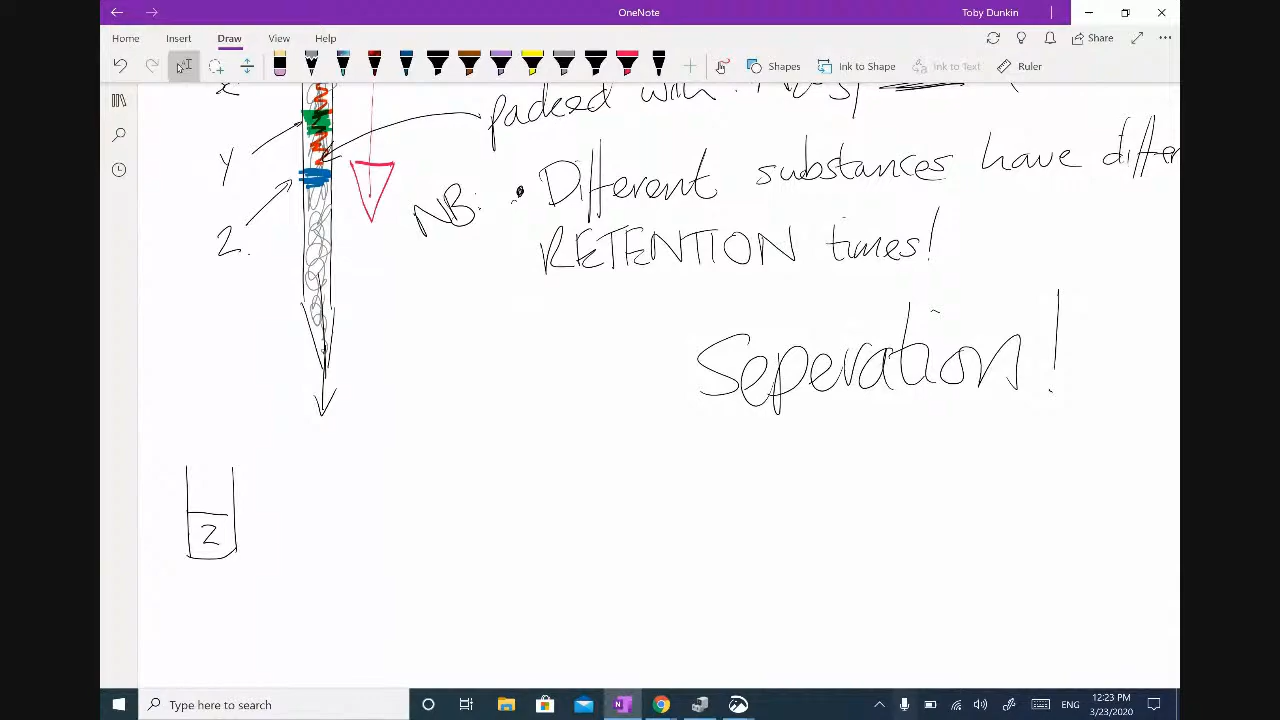 OneNote
Toby Dunkin
Home Insert Draw View Help
Share
Shapes Ink to Shape Ink to Text Ruler
packed with
Y
Different substances have differ
NB:
Z.
RETENTION times!
Seperation!
Z
Type here to search
ENG
12:23 PM
3/23/2020